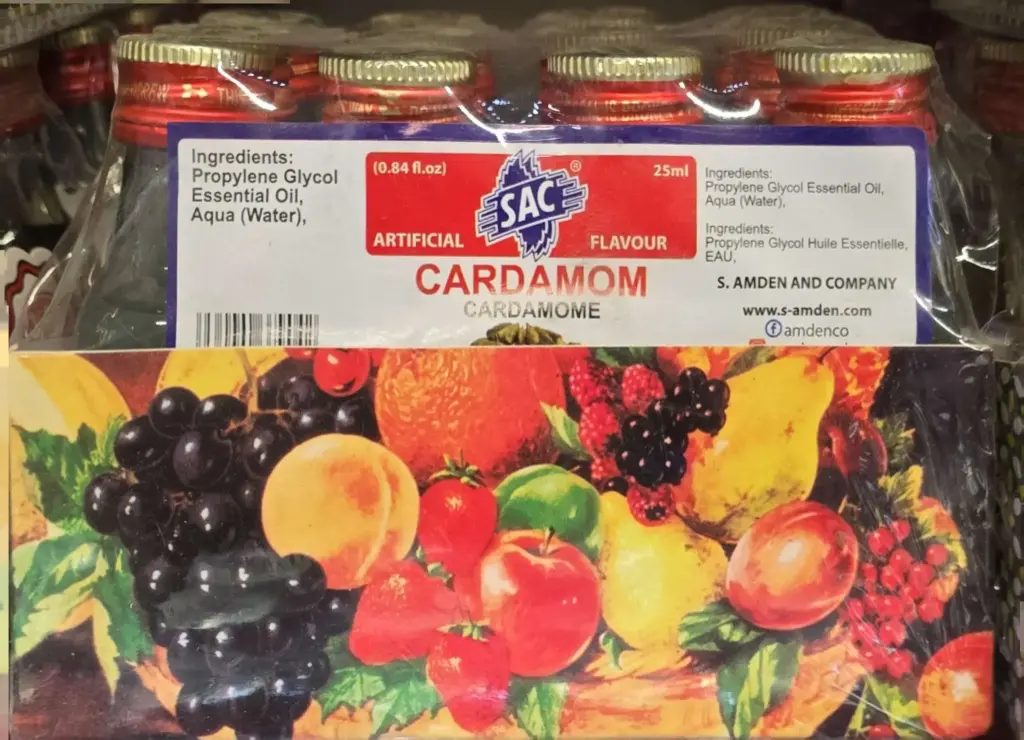 Ingredients:
Propylene Glycol
Essential Oil,
Aqua (Water),
(0.84 fl.oz)
SAC®
25ml
ARTIFICIAL
FLAVOUR
CARDAMOM
CARDAMOME
Ingredients:
Propylene Glycol Essential Oil,
Aqua (Water),
Ingredients:
Propylene Glycol Huile Essentielle,
EAU,
S. AMDEN AND COMPANY
www.s-amden.com
amdenco